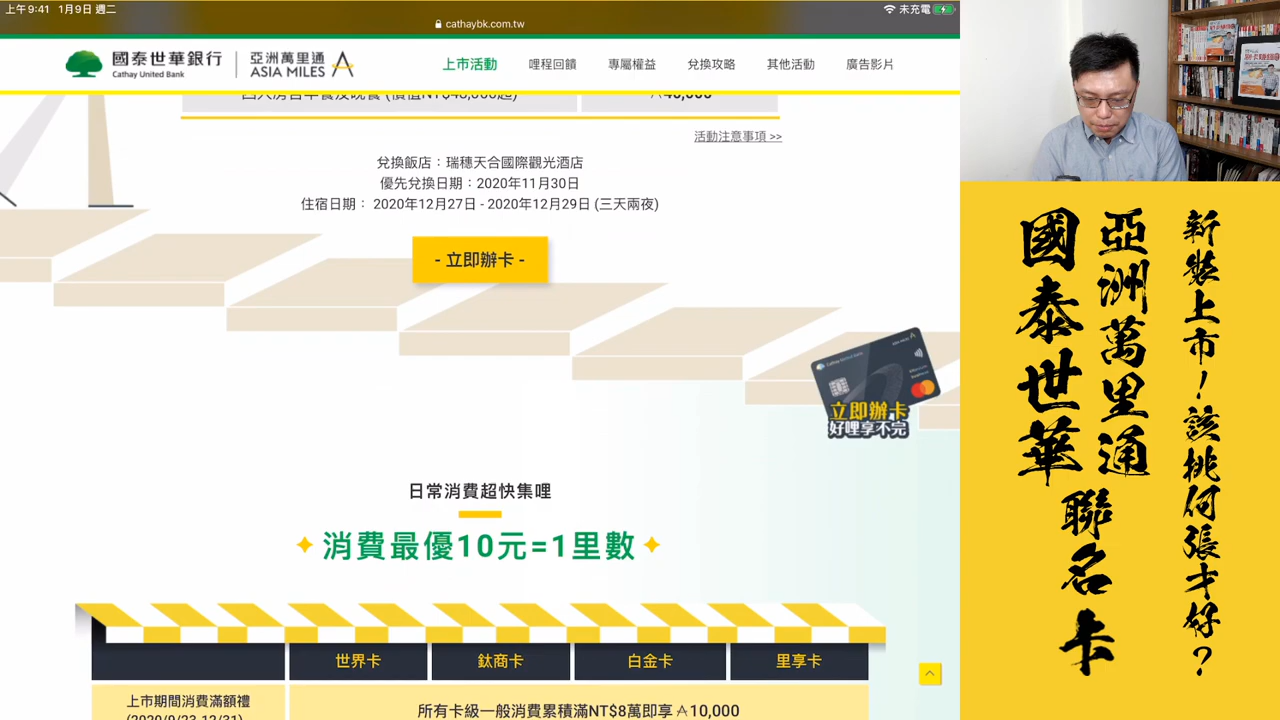 上午9:41 1月9日 週二
未充電
cathaybk.com.tw
國泰世華銀行
Cathay United Bank
亞洲萬里通
ASIA MILES
上市活動 哩程回饋 專屬權益 兌換攻略 其他活動 廣告影片
活動注意事項 >>
兌換飯店：瑞穗天合國際觀光酒店
優先兌換日期：2020年11月30日
住宿日期： 2020年12月27日 - 2020年12月29日 (三天兩夜)
- 立即辦卡 -
立即辦卡
好哩享不完
日常消費超快集哩
消費最優10元=1里數
世界卡 鈦商卡 白金卡 里享卡
上市期間消費滿額禮
(2020/9/23-12/31)
所有卡級一般消費累積滿NT$8萬即享 10,000
新裝上市！該挑何張才好？
亞洲萬里通
國泰世華
聯名卡